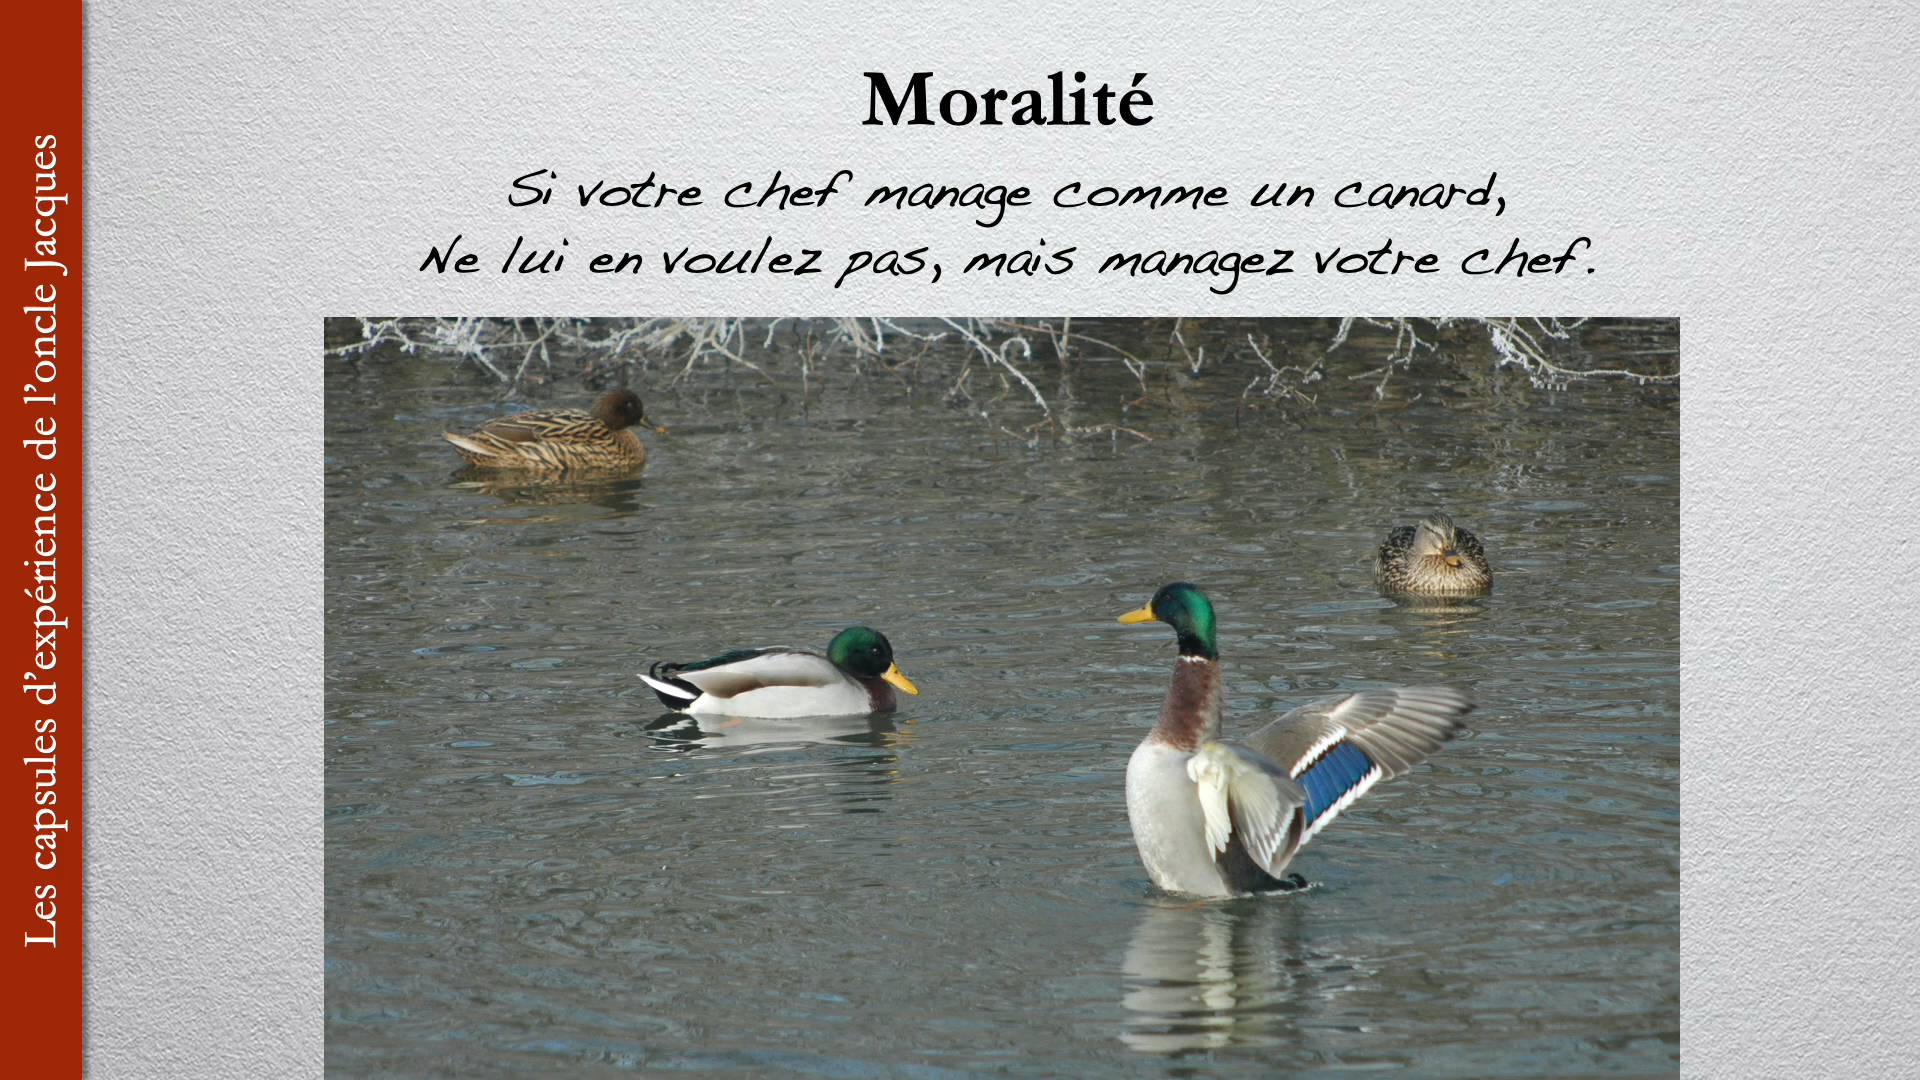 Les capsules d'expérience de l'oncle Jacques
Moralité
Si votre chef manage comme un canard,
Ne lui en voulez pas, mais managez votre chef.